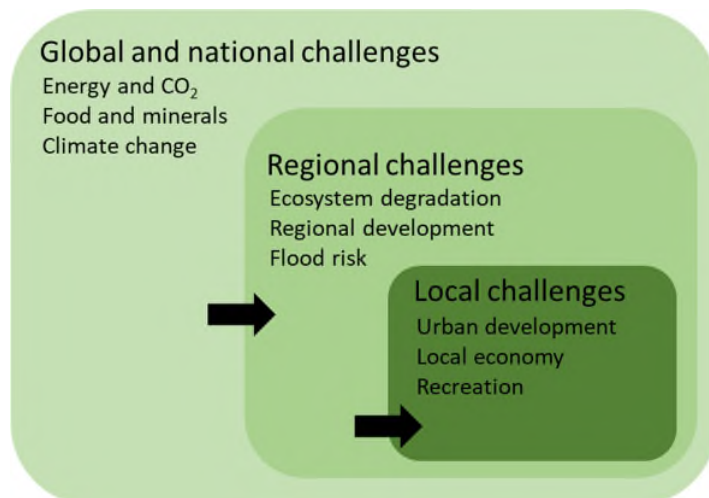 Global and national challenges
Energy and CO₂
Food and minerals
Climate change
Regional challenges
Ecosystem degradation
Regional development
Flood risk
Local challenges
Urban development
Local economy
Recreation